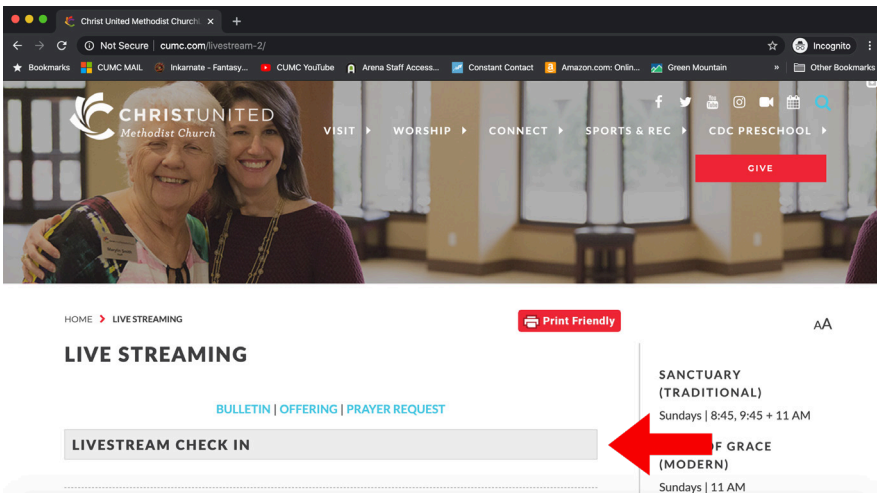 Christ United Methodist Church
Not Secure | cumc.com/livestream-2/
Incognito
Bookmarks
CUMC MAIL
Inkarnate - Fantasy...
CUMC YouTube
Arena Staff Access...
Constant Contact
Amazon.com: Onlin...
Green Mountain
»
Other Bookmarks
CHRISTUNITED
Methodist Church
VISIT
WORSHIP
CONNECT
SPORTS & REC
CDC PRESCHOOL
GIVE
HOME > LIVE STREAMING
Print Friendly
AA
LIVE STREAMING
BULLETIN | OFFERING | PRAYER REQUEST
LIVESTREAM CHECK IN
SANCTUARY
(TRADITIONAL)
Sundays | 8:45, 9:45 + 11 AM
OF GRACE
(MODERN)
Sundays | 11 AM